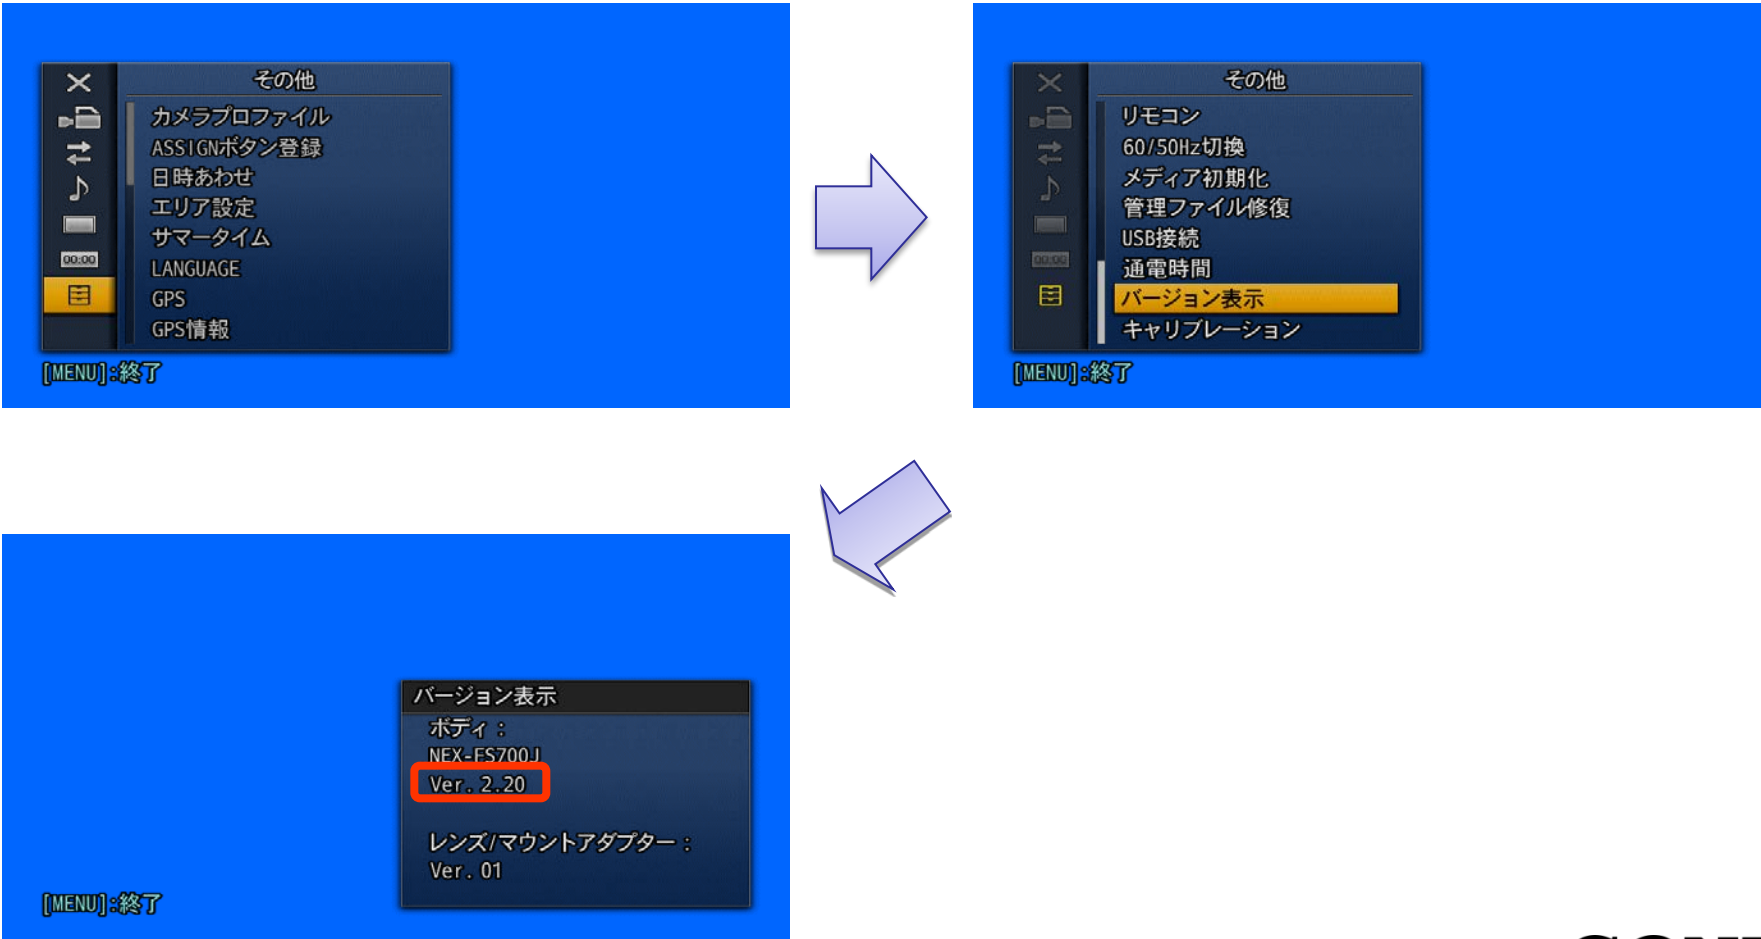 その他
カメラプロファイル
ASSIGNボタン登録
日時あわせ
エリア設定
サマータイム
LANGUAGE
GPS
GPS情報
00:00
[MENU]:終了
その他
リモコン
60/50Hz切換
メディア初期化
管理ファイル修復
USB接続
通電時間
バージョン表示
キャリブレーション
00:00
[MENU]:終了
バージョン表示
ボディ：
NEX-FS700J
Ver. 2.20
レンズ/マウントアダプター：
Ver. 01
[MENU]:終了